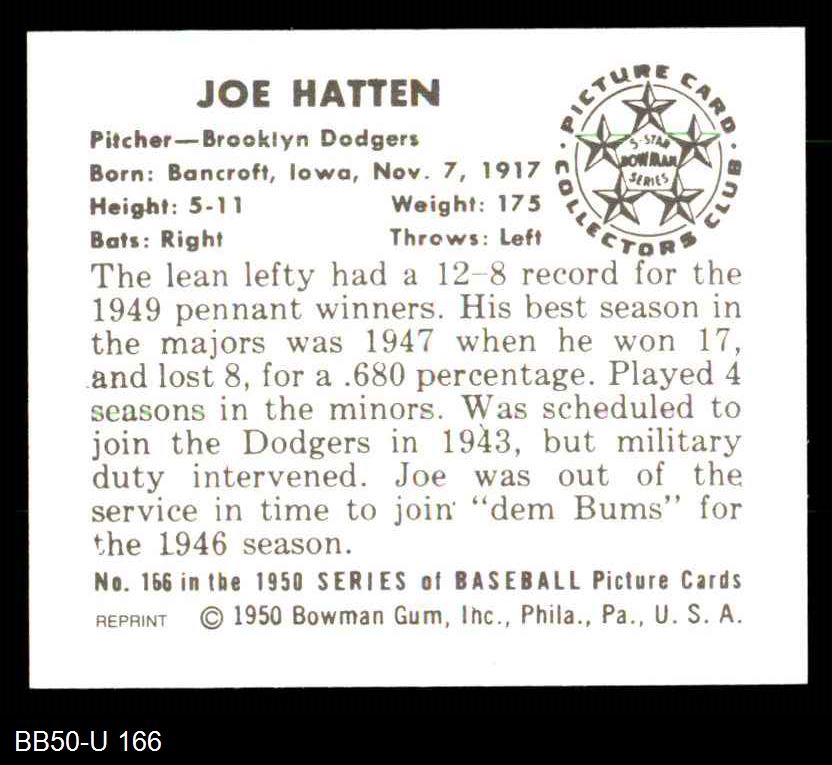 JOE HATTEN
Pitcher—Brooklyn Dodgers
Born: Bancroft, Iowa, Nov. 7, 1917
Height: 5-11 Weight: 175
Bats: Right Throws: Left
PICTURE CARD
COLLECTORS CLUB
5-STAR
BOWMAN
SERIES
The lean lefty had a 12-8 record for the
1949 pennant winners. His best season in
the majors was 1947 when he won 17,
and lost 8, for a .680 percentage. Played 4
seasons in the minors. Was scheduled to
join the Dodgers in 1943, but military
duty intervened. Joe was out of the
service in time to join "dem Bums" for
the 1946 season.
No. 166 in the 1950 SERIES of BASEBALL Picture Cards
REPRINT © 1950 Bowman Gum, Inc., Phila., Pa., U. S. A.
BB50-U 166